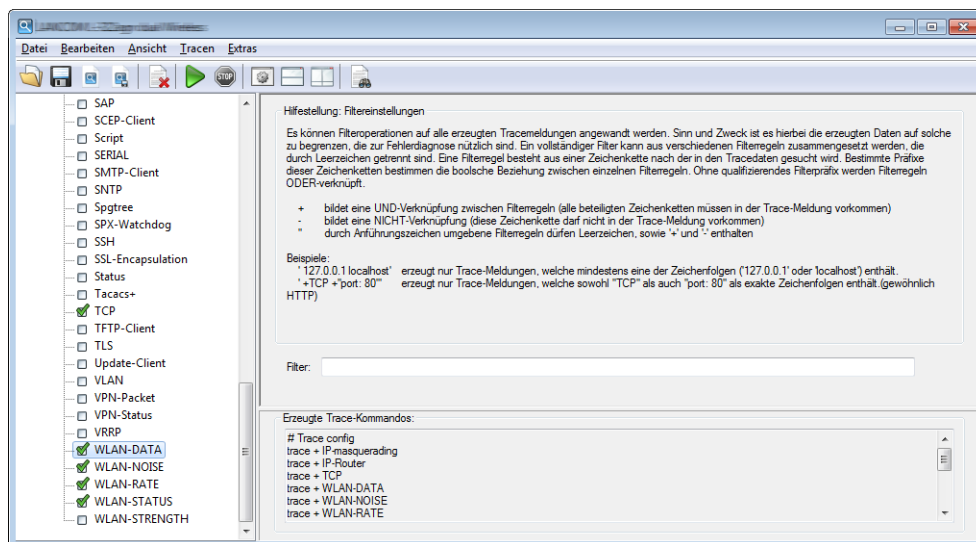 Datei Bearbeiten Ansicht Tracen Extras
STOP
SAP
SCEP-Client
Script
SERIAL
SMTP-Client
SNTP
Spgtree
SPX-Watchdog
SSH
SSL-Encapsulation
Status
Tacacs+
TCP
TFTP-Client
TLS
Update-Client
VLAN
VPN-Packet
VPN-Status
VRRP
WLAN-DATA
WLAN-NOISE
WLAN-RATE
WLAN-STATUS
WLAN-STRENGTH
Hilfestellung: Filtereinstellungen
Es können Filteroperationen auf alle erzeugten Tracemeldungen angewandt werden. Sinn und Zweck ist es hierbei die erzeugten Daten auf solche
zu begrenzen, die zur Fehlerdiagnose nützlich sind. Ein vollständiger Filter kann aus verschiedenen Filterregeln zusammengesetzt werden, die
durch Leerzeichen getrennt sind. Eine Filterregel besteht aus einer Zeichenkette nach der in den Tracedaten gesucht wird. Bestimmte Präfixe
dieser Zeichenketten bestimmen die boolsche Beziehung zwischen einzelnen Filterregeln. Ohne qualifizierendes Filterpräfix werden Filterregeln
ODER-verknüpft.
+ bildet eine UND-Verknüpfung zwischen Filterregeln (alle beteiligten Zeichenketten müssen in der Trace-Meldung vorkommen)
- bildet eine NICHT-Verknüpfung (diese Zeichenkette darf nicht in der Trace-Meldung vorkommen)
" durch Anführungszeichen umgebene Filterregeln dürfen Leerzeichen, sowie '+' und '-' enthalten
Beispiele:
' 127.0.0.1 localhost' erzeugt nur Trace-Meldungen, welche mindestens eine der Zeichenfolgen ('127.0.0.1' oder 'localhost') enthält.
' +TCP +"port: 80"' erzeugt nur Trace-Meldungen, welche sowohl "TCP" als auch "port: 80" als exakte Zeichenfolgen enthält.(gewöhnlich
HTTP)
Filter:
Erzeugte Trace-Kommandos:
# Trace config
trace + IP-masquerading
trace + IP-Router
trace + TCP
trace + WLAN-DATA
trace + WLAN-NOISE
trace + WLAN-RATE